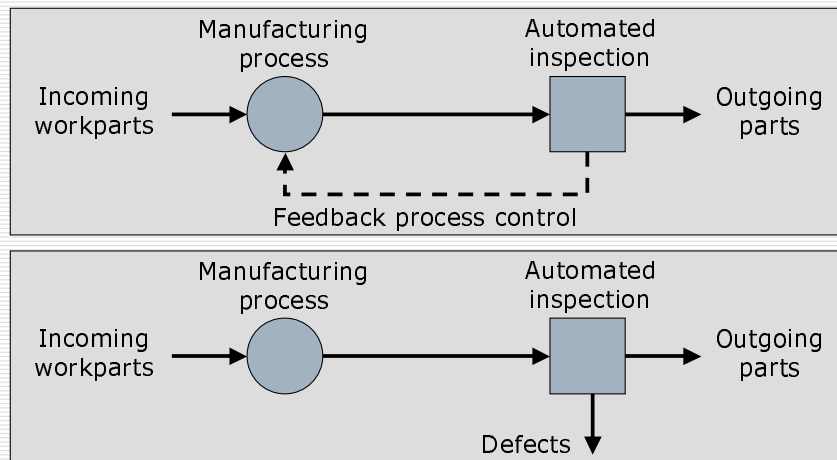 Manufacturing
process
Automated
inspection
Incoming
workparts
Outgoing
parts
Feedback process control
Manufacturing
process
Automated
inspection
Incoming
workparts
Outgoing
parts
Defects